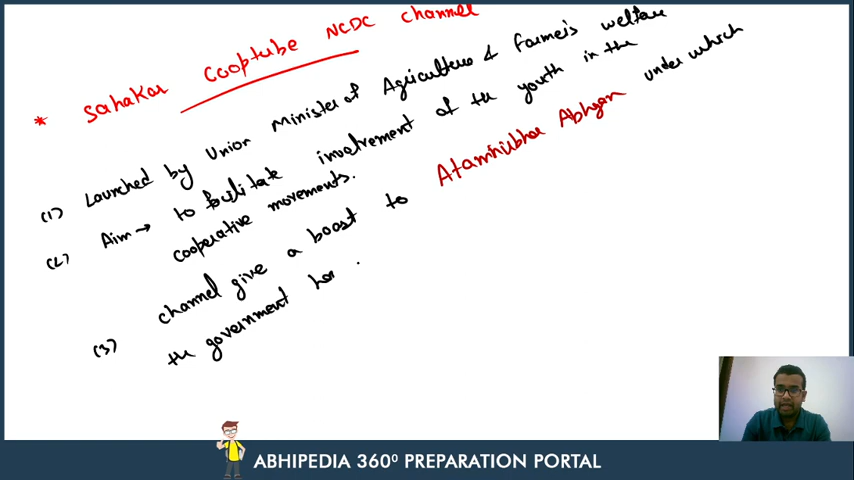 * Sahakar Cooptube NCDC channel
(1) Launched by Union Minister of Agriculture & Farmer's welfare
(2) Aim → to facilitate involvement of the youth in the
cooperative movements.
(3) channel give a boost to Atamnirbhar Abhyan under which
the government has
ABHIPEDIA 360° PREPARATION PORTAL